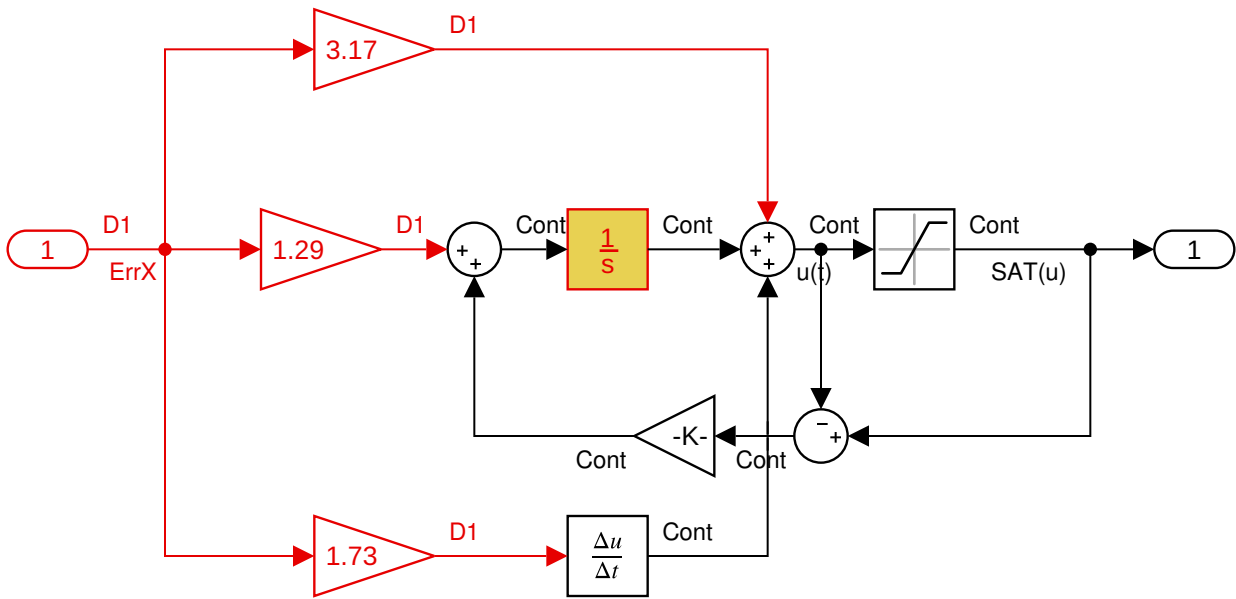 D1
3.17
D1
D1
Cont
Cont
Cont
Cont
1
1.29
+
+
1
s
+
+
+
1
ErrX
u(t)
SAT(u)
−
+
-K-
Cont
Cont
D1
Cont
1.73
Δu
Δt